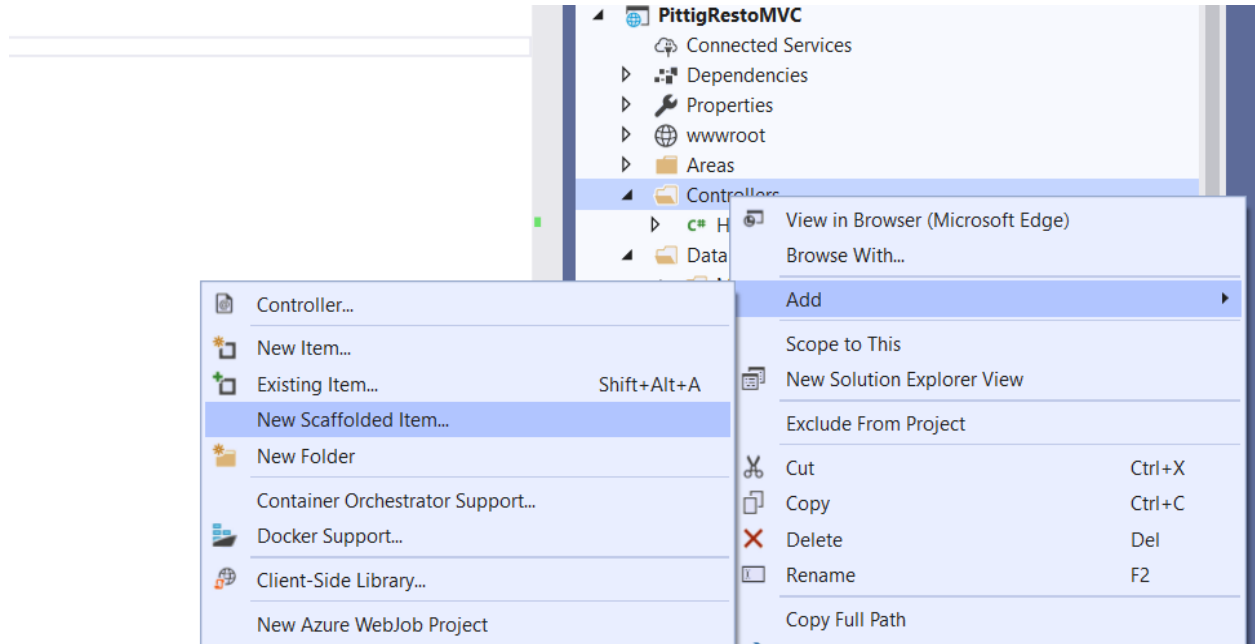 PittigRestoMVC
Connected Services
Dependencies
Properties
wwwroot
Areas
Controllers
C# H
Data
View in Browser (Microsoft Edge)
Browse With...
Add
Scope to This
New Solution Explorer View
Exclude From Project
Cut Ctrl+X
Copy Ctrl+C
Delete Del
Rename F2
Copy Full Path
Controller...
New Item...
Existing Item... Shift+Alt+A
New Scaffolded Item...
New Folder
Container Orchestrator Support...
Docker Support...
Client-Side Library...
New Azure WebJob Project